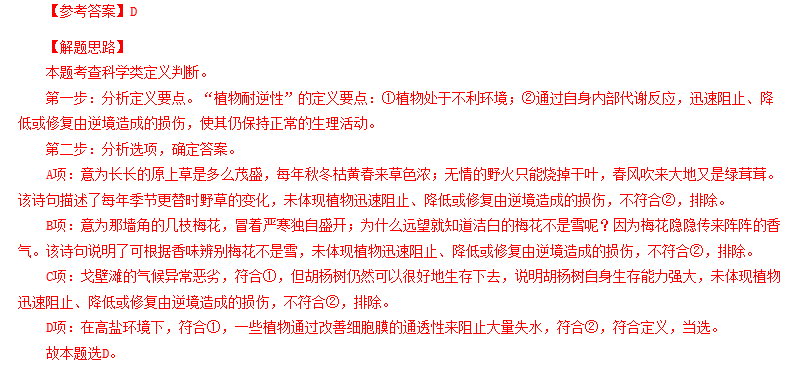 【参考答案】D
【解题思路】
本题考查科学类定义判断。
第一步：分析定义要点。“植物耐逆性”的定义要点：①植物处于不利环境；②通过自身内部代谢反应，迅速阻止、降
低或修复由逆境造成的损伤，使其仍保持正常的生理活动。
第二步：分析选项，确定答案。
A项：意为长长的原上草是多么茂盛，每年秋冬枯黄春来草色浓；无情的野火只能烧掉干叶，春风吹来大地又是绿茸茸。
该诗句描述了每年季节更替时野草的变化，未体现植物迅速阻止、降低或修复由逆境造成的损伤，不符合②，排除。
B项：意为那墙角的几枝梅花，冒着严寒独自盛开；为什么远望就知道洁白的梅花不是雪呢？因为梅花隐隐传来阵阵的香
气。该诗句说明了可根据香味辨别梅花不是雪，未体现植物迅速阻止、降低或修复由逆境造成的损伤，不符合②，排除。
C项：戈壁滩的气候异常恶劣，符合①，但胡杨树仍然可以很好地生存下去，说明胡杨树自身生存能力强大，未体现植物
迅速阻止、降低或修复由逆境造成的损伤，不符合②，排除。
D项：在高盐环境下，符合①，一些植物通过改善细胞膜的通透性来阻止大量失水，符合②，符合定义，当选。
故本题选D。